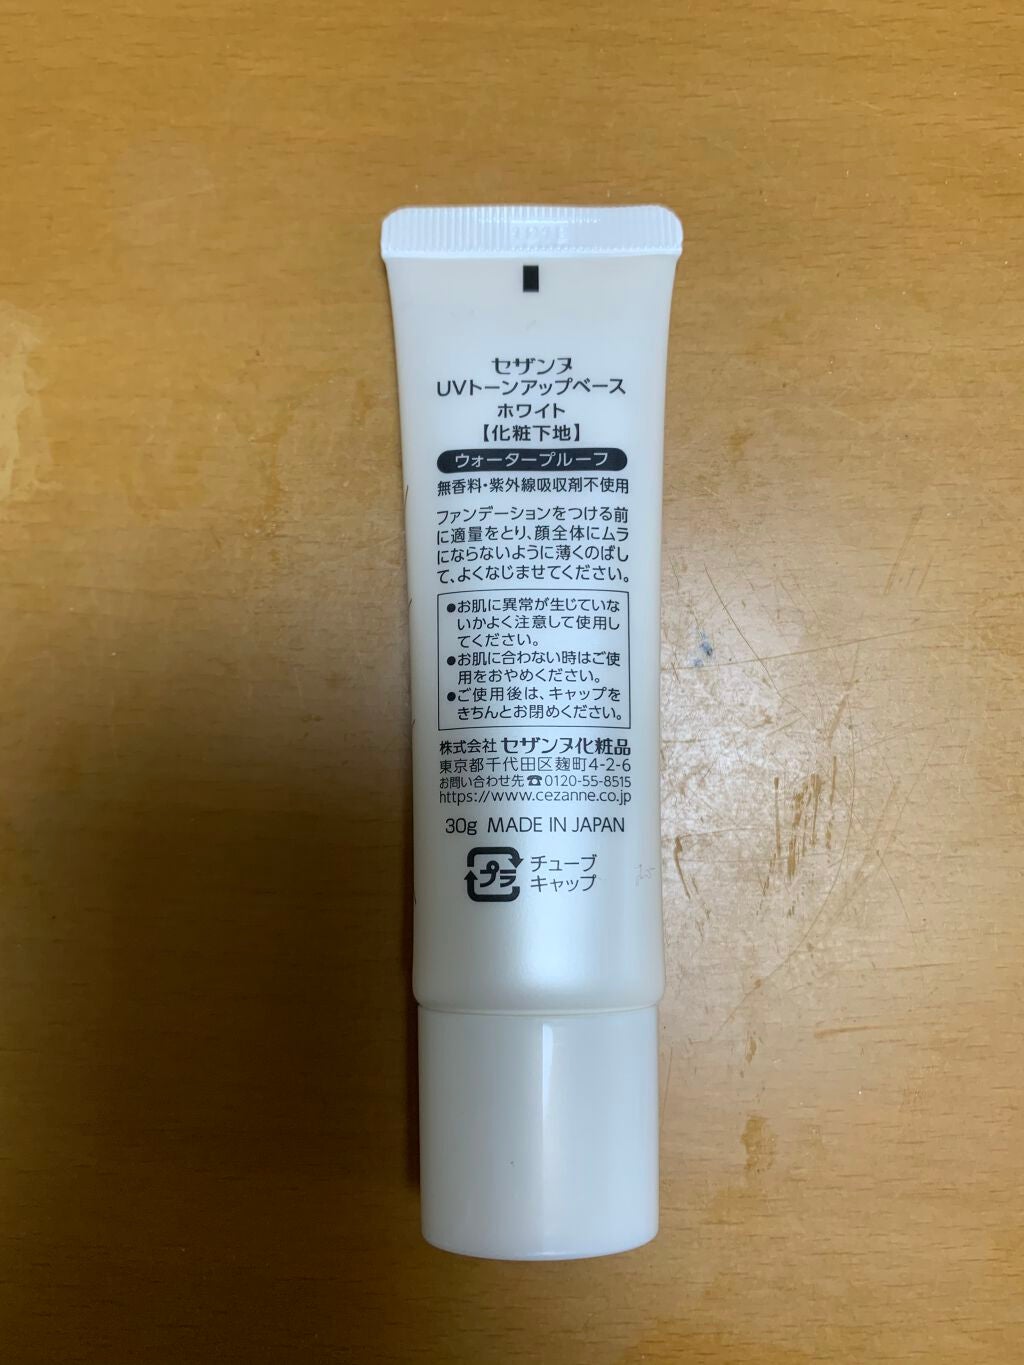 セザンヌ
UVトーンアップベース
ホワイト
【化粧下地】
ウォータープルーフ
無香料・紫外線吸収剤不使用
ファンデーションをつける前
に適量をとり、顔全体にムラ
にならないように薄くのばし
て、よくなじませてください。
●お肌に異常が生じていな
いかよく注意して使用し
てください。
●お肌に合わない時はご使
用をおやめください。
●ご使用後は、キャップを
きちんとお閉めください。
株式会社 セザンヌ化粧品
東京都千代田区麹町4-2-6
お問い合わせ先☎0120-55-8515
https://www.cezanne.co.jp
30g MADE IN JAPAN
プラ チューブ
キャップ